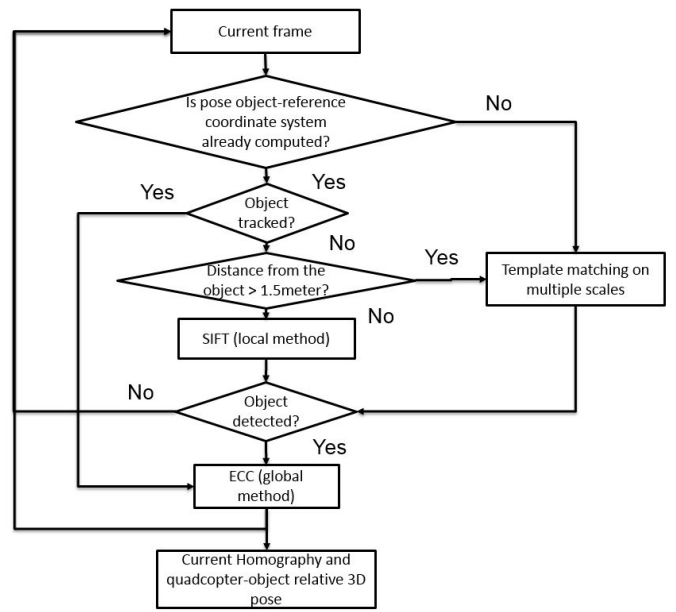 Current frame
Is pose object-reference
coordinate system
already computed?
No
Yes
Yes
Object
tracked?
No
Distance from the
object > 1.5meter?
Yes
Template matching on
multiple scales
No
SIFT (local method)
No
Object
detected?
Yes
ECC (global
method)
Current Homography and
quadcopter-object relative 3D
pose